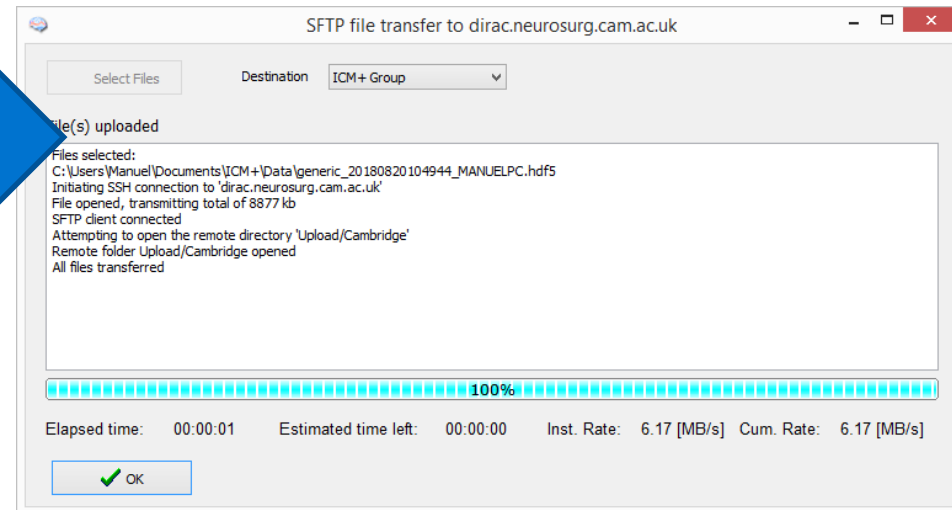 SFTP file transfer to dirac.neurosurg.cam.ac.uk
Select Files Destination ICM+ Group
File(s) uploaded
Files selected:
C:\Users\Manuel\Documents\ICM+\Data\generic_20180820104944_MANUELPC.hdf5
Initiating SSH connection to 'dirac.neurosurg.cam.ac.uk'
File opened, transmitting total of 8877 kb
SFTP client connected
Attempting to open the remote directory 'Upload/Cambridge'
Remote folder Upload/Cambridge opened
All files transferred
100%
Elapsed time: 00:00:01 Estimated time left: 00:00:00 Inst. Rate: 6.17 [MB/s] Cum. Rate: 6.17 [MB/s]
OK